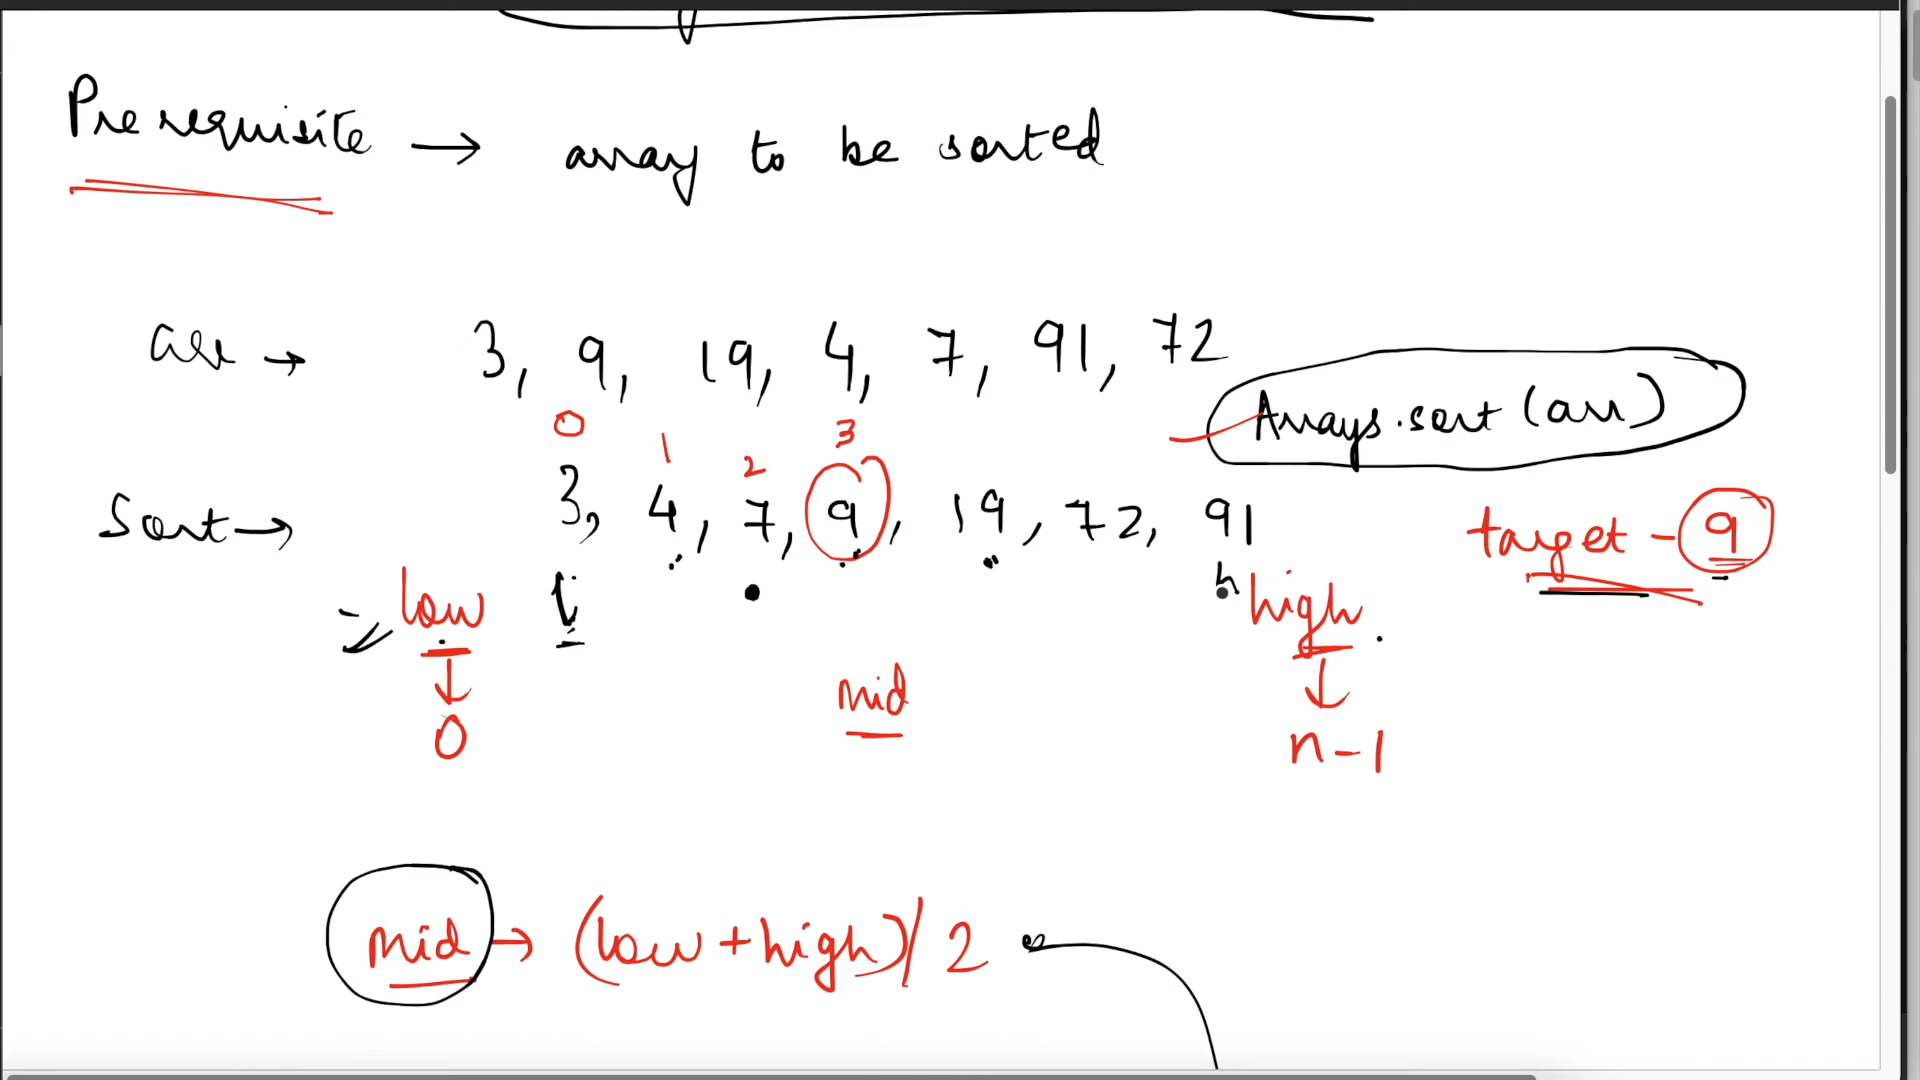 Prerequisite → array to be sorted
arr → 3, 9, 19, 4, 7, 91, 72
Arrays.sort (arr)
0 1 2 3
Sort → 3, 4, 7, 9, 19, 72, 91
target - 9
low l h high
↓ mid ↓
0 n-1
mid → (low + high) / 2